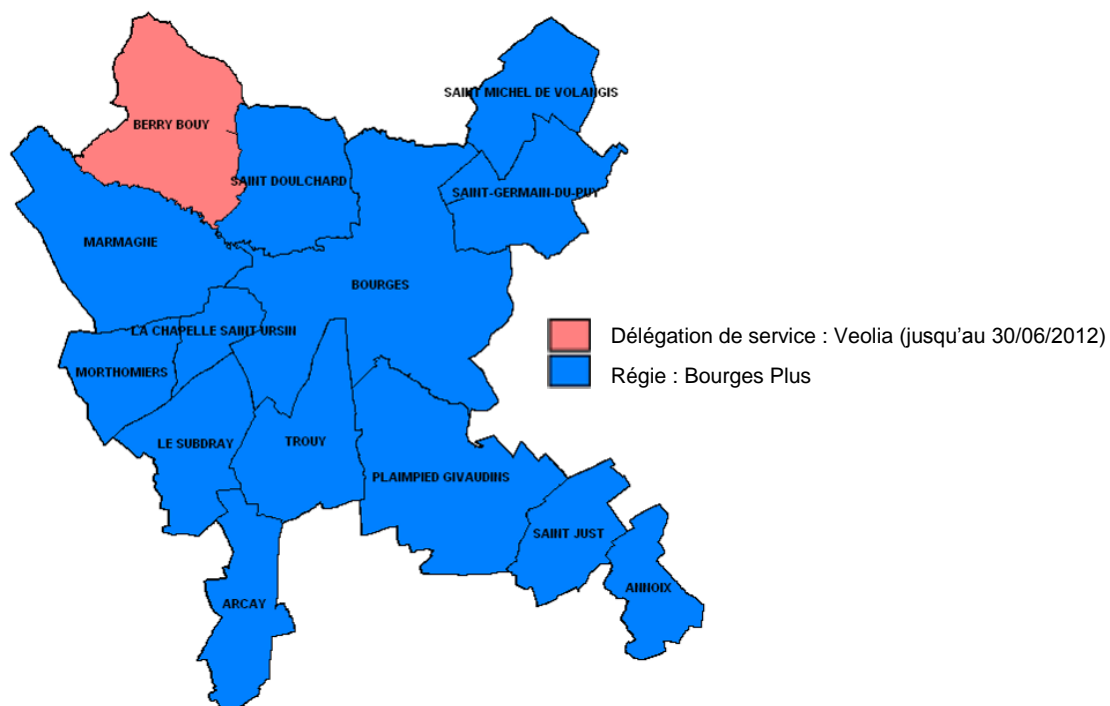 SAINT MICHEL DE VOLANGIS
BERRY BOUY
SAINT DOULCHARD
SAINT-GERMAIN-DU-PUY
MARMAGNE
BOURGES
LA CHAPELLE SAINT-URSIN
Délégation de service : Veolia (jusqu'au 30/06/2012)
MORTHOMIERS
Régie : Bourges Plus
LE SUBDRAY
TROUY
PLAIMPIED GIVAUDINS
SAINT JUST
ANNOIX
ARCAY